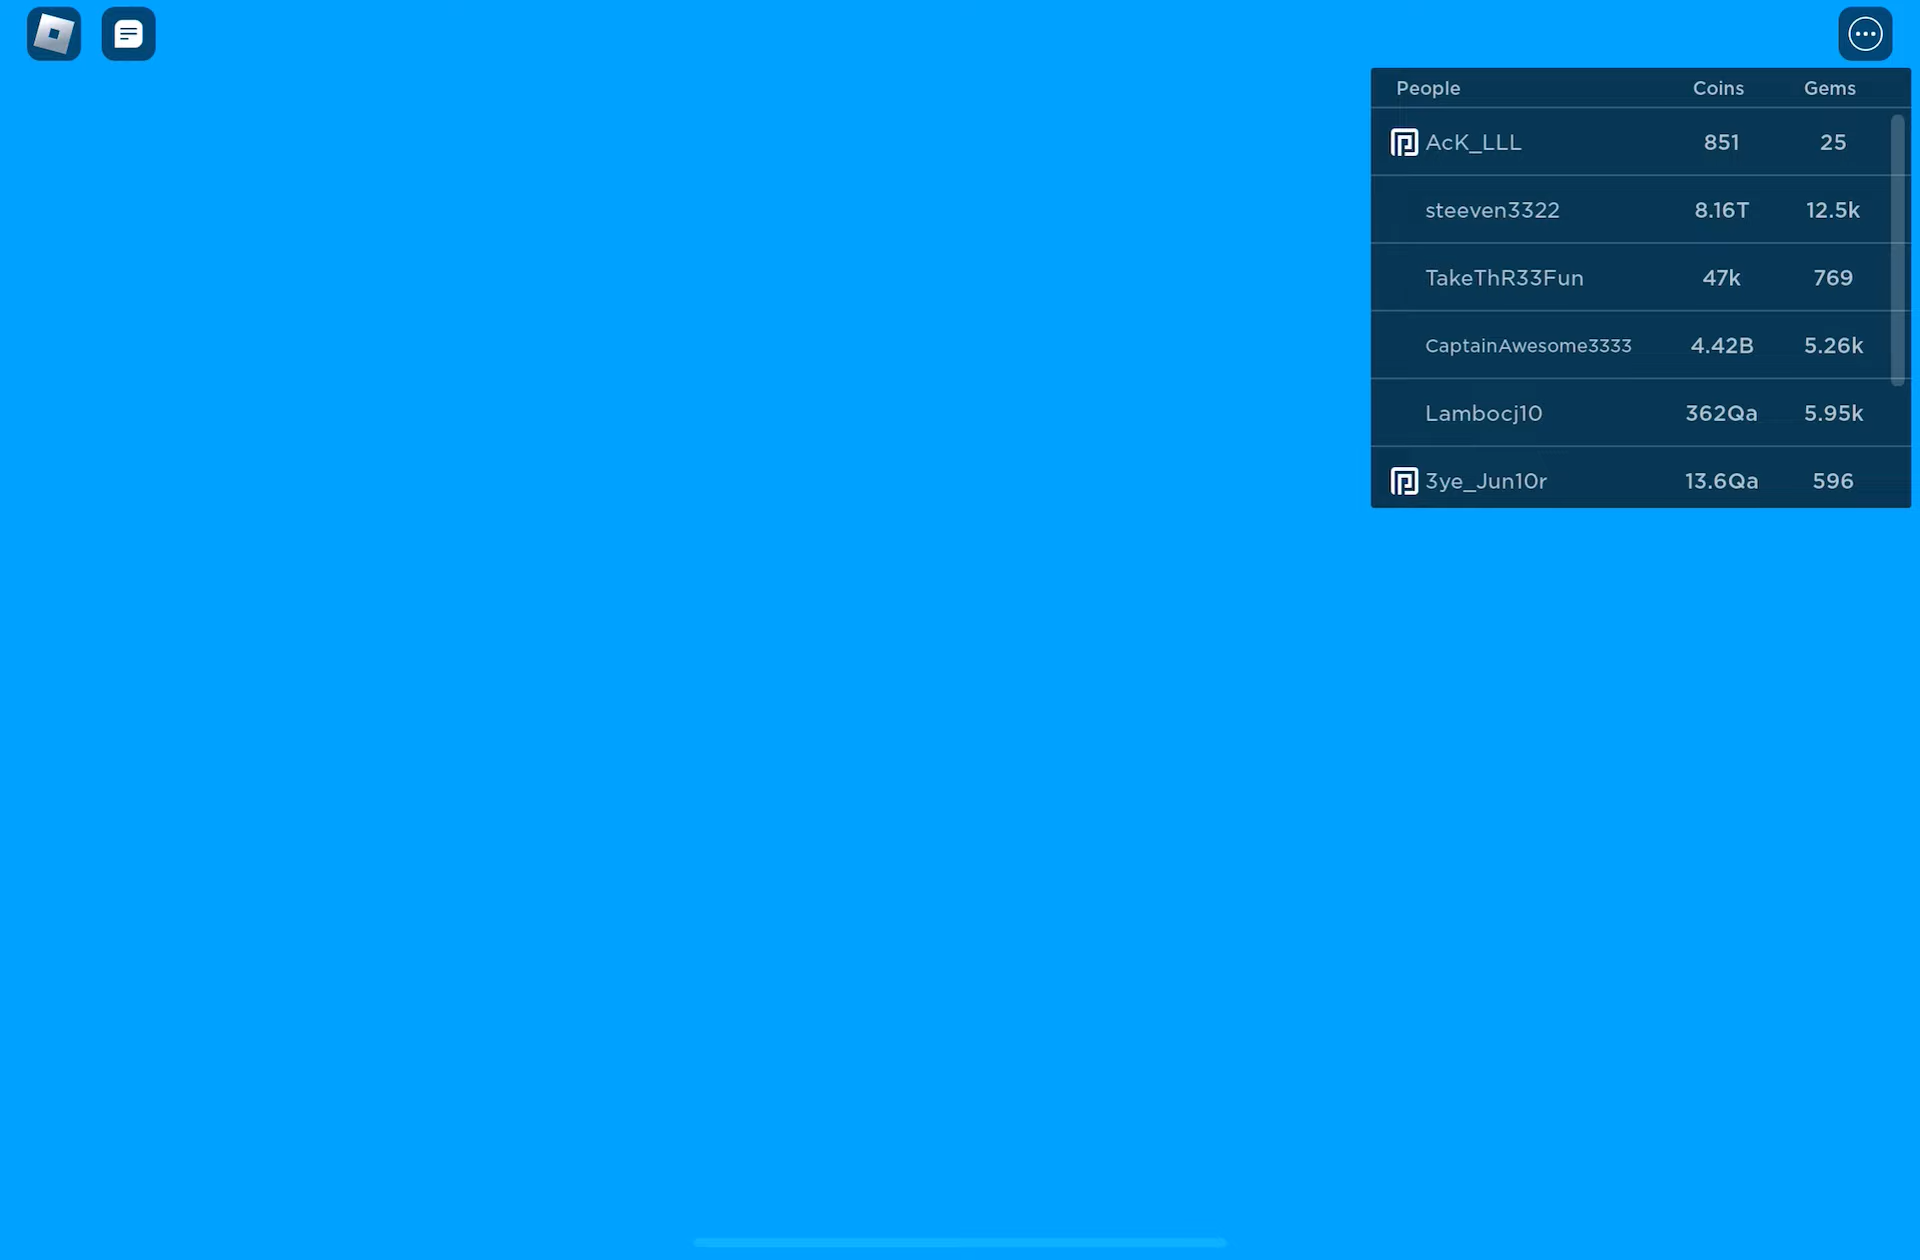 People Coins Gems
AcK_LLL 851 25
steeven3322 8.16T 12.5k
TakeThR33Fun 47k 769
CaptainAwesome3333 4.42B 5.26k
Lambocj10 362Qa 5.95k
3ye_Jun10r 13.6Qa 596